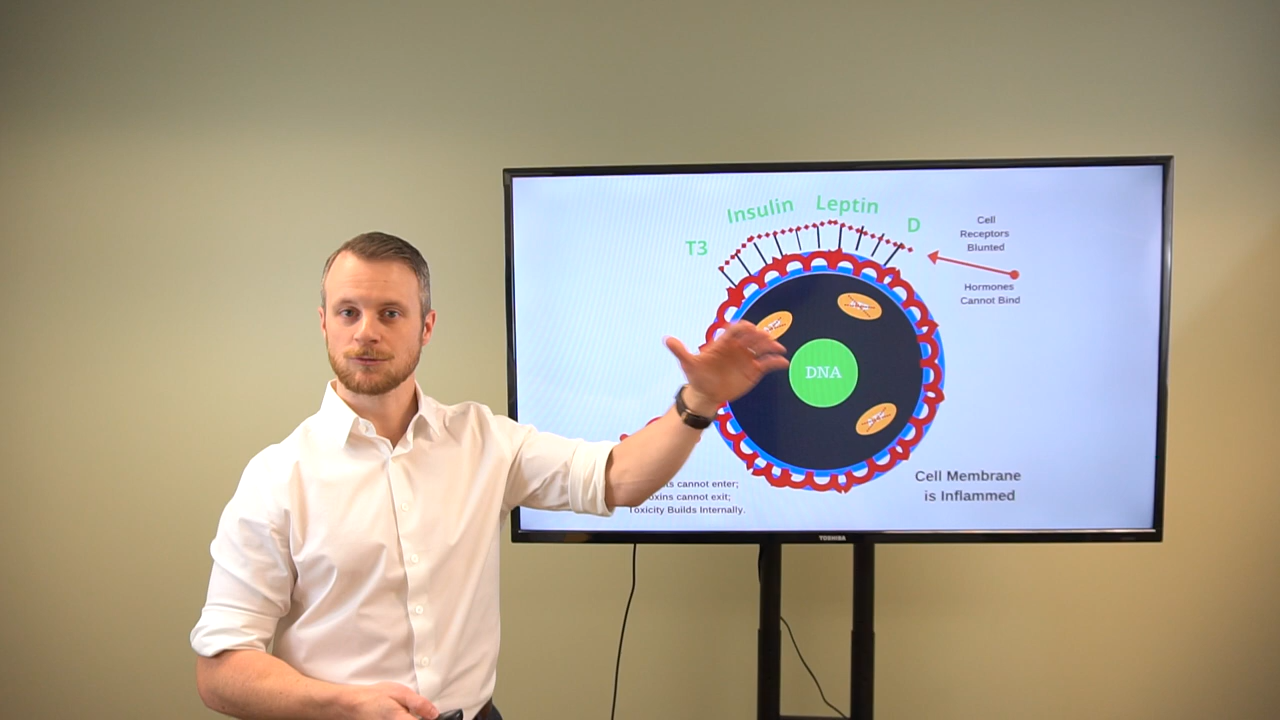 Insulin Leptin
T3
D
Cell
Receptors
Blunted
Hormones
Cannot Bind
DNA
Cell Membrane
is Inflammed
cannot enter;
cannot exit;
Toxicity Builds Internally.
TOSHIBA